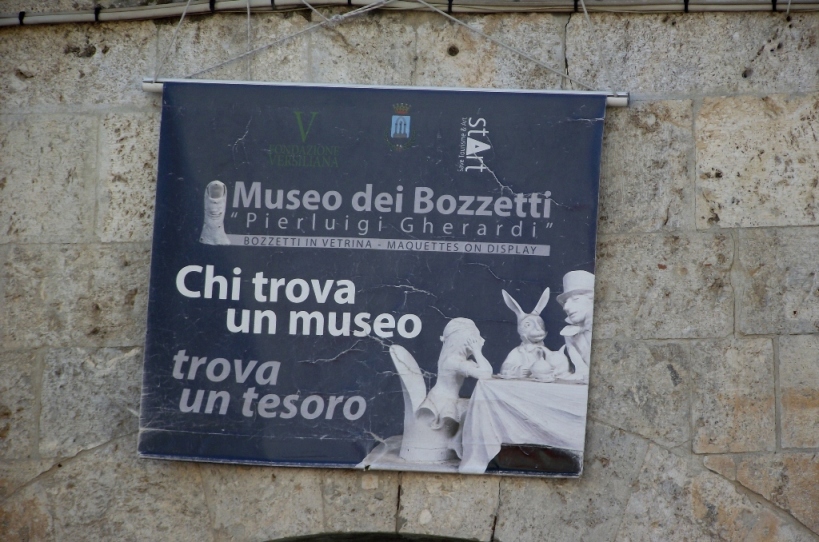 V
FONDAZIONE
VERSILIANA
stArt
Museo dei Bozzetti
"Pierluigi Gherardi"
BOZZETTI IN VETRINA - MAQUETTES ON DISPLAY
Chi trova
un museo
trova
un tesoro